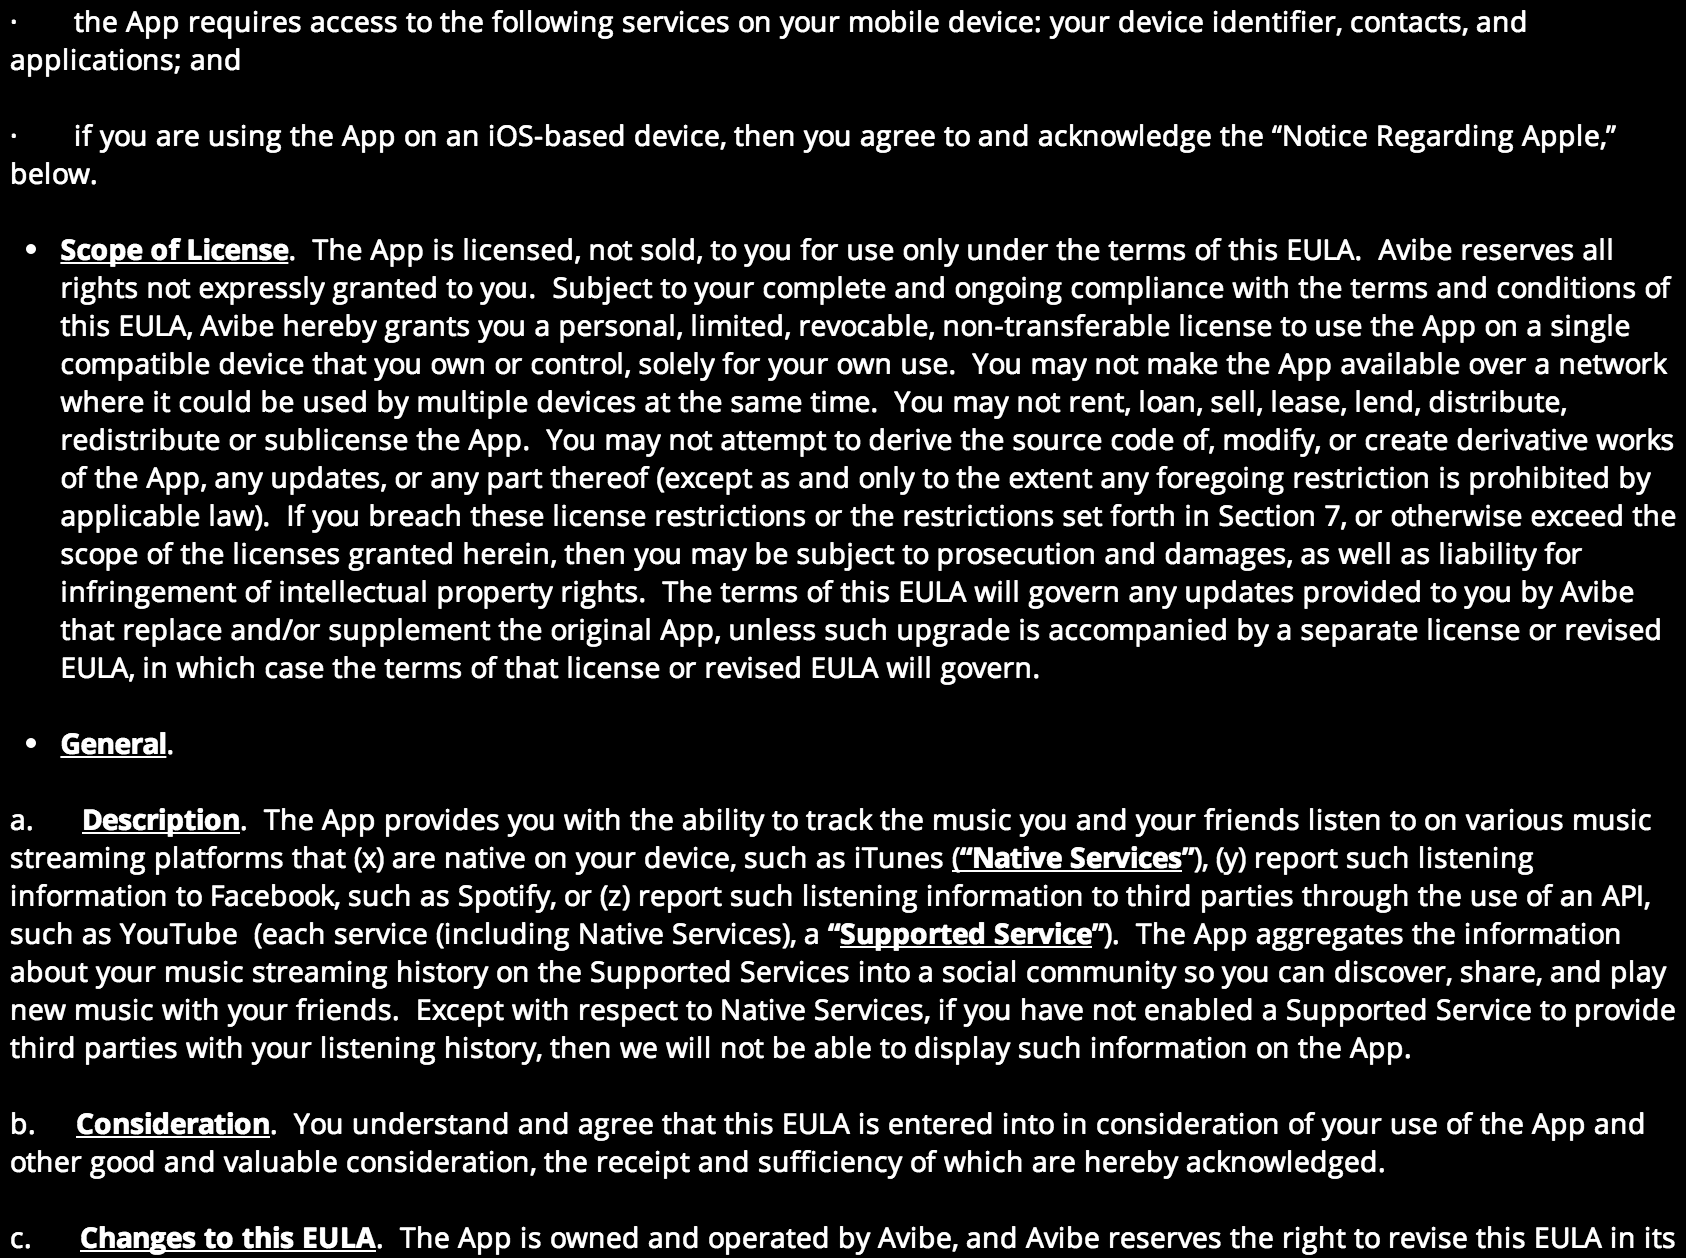 · the App requires access to the following services on your mobile device: your device identifier, contacts, and
applications; and
· if you are using the App on an iOS-based device, then you agree to and acknowledge the “Notice Regarding Apple,”
below.
• Scope of License. The App is licensed, not sold, to you for use only under the terms of this EULA. Avibe reserves all
rights not expressly granted to you. Subject to your complete and ongoing compliance with the terms and conditions of
this EULA, Avibe hereby grants you a personal, limited, revocable, non-transferable license to use the App on a single
compatible device that you own or control, solely for your own use. You may not make the App available over a network
where it could be used by multiple devices at the same time. You may not rent, loan, sell, lease, lend, distribute,
redistribute or sublicense the App. You may not attempt to derive the source code of, modify, or create derivative works
of the App, any updates, or any part thereof (except as and only to the extent any foregoing restriction is prohibited by
applicable law). If you breach these license restrictions or the restrictions set forth in Section 7, or otherwise exceed the
scope of the licenses granted herein, then you may be subject to prosecution and damages, as well as liability for
infringement of intellectual property rights. The terms of this EULA will govern any updates provided to you by Avibe
that replace and/or supplement the original App, unless such upgrade is accompanied by a separate license or revised
EULA, in which case the terms of that license or revised EULA will govern.
• General.
a. Description. The App provides you with the ability to track the music you and your friends listen to on various music
streaming platforms that (x) are native on your device, such as iTunes (“Native Services”), (y) report such listening
information to Facebook, such as Spotify, or (z) report such listening information to third parties through the use of an API,
such as YouTube (each service (including Native Services), a “Supported Service”). The App aggregates the information
about your music streaming history on the Supported Services into a social community so you can discover, share, and play
new music with your friends. Except with respect to Native Services, if you have not enabled a Supported Service to provide
third parties with your listening history, then we will not be able to display such information on the App.
b. Consideration. You understand and agree that this EULA is entered into in consideration of your use of the App and
other good and valuable consideration, the receipt and sufficiency of which are hereby acknowledged.
c. Changes to this EULA. The App is owned and operated by Avibe, and Avibe reserves the right to revise this EULA in its